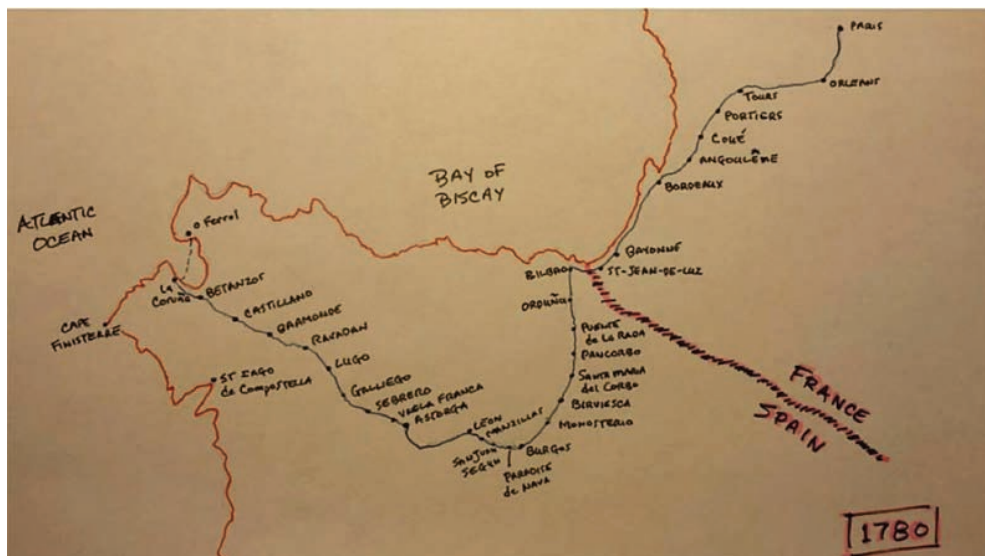 PARIS
ORLEANS
TOURS
PORTIERS
COUÉ
ANGOULÊME
BORDEAUX
BAY OF
BISCAY
ATLANTIC
OCEAN
O Ferrol
BAYONNE
ST-JEAN-DE-LUZ
BILBAO
LA
CORUÑA
BETANZOS
ORDUÑA
CASTILLANO
CAPE
FINISTERRE
BAAMONDE
PUENTE
de LA RADA
RAVADAN
PANCORBO
LUGO
ST IAGO
de Compostella
SANTA MARIA
del CORBO
GALLIEGO
BIRVIESCA
SEBRERO
VILLA FRANCA
ASTORGA
MONOSTERIO
LEON
MANZILLAS
SAN JUAN
SEGUN
BURGOS
PARADISE
de NAVA
FRANCE
SPAIN
1780